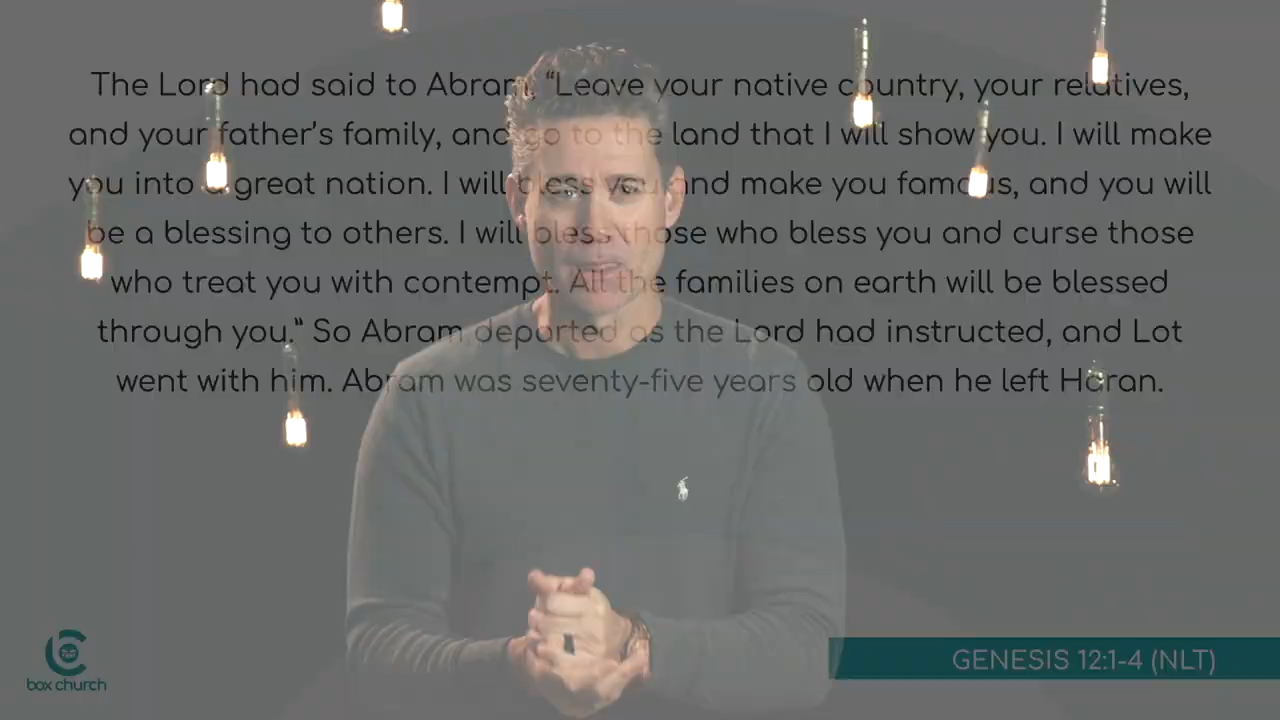 The Lord had said to Abram, “Leave your native country, your relatives,
and your father’s family, and go to the land that I will show you. I will make
you into a great nation. I will bless you and make you famous, and you will
be a blessing to others. I will bless those who bless you and curse those
who treat you with contempt. All the families on earth will be blessed
through you.” So Abram departed as the Lord had instructed, and Lot
went with him. Abram was seventy-five years old when he left Haran.
box church
GENESIS 12:1-4 (NLT)